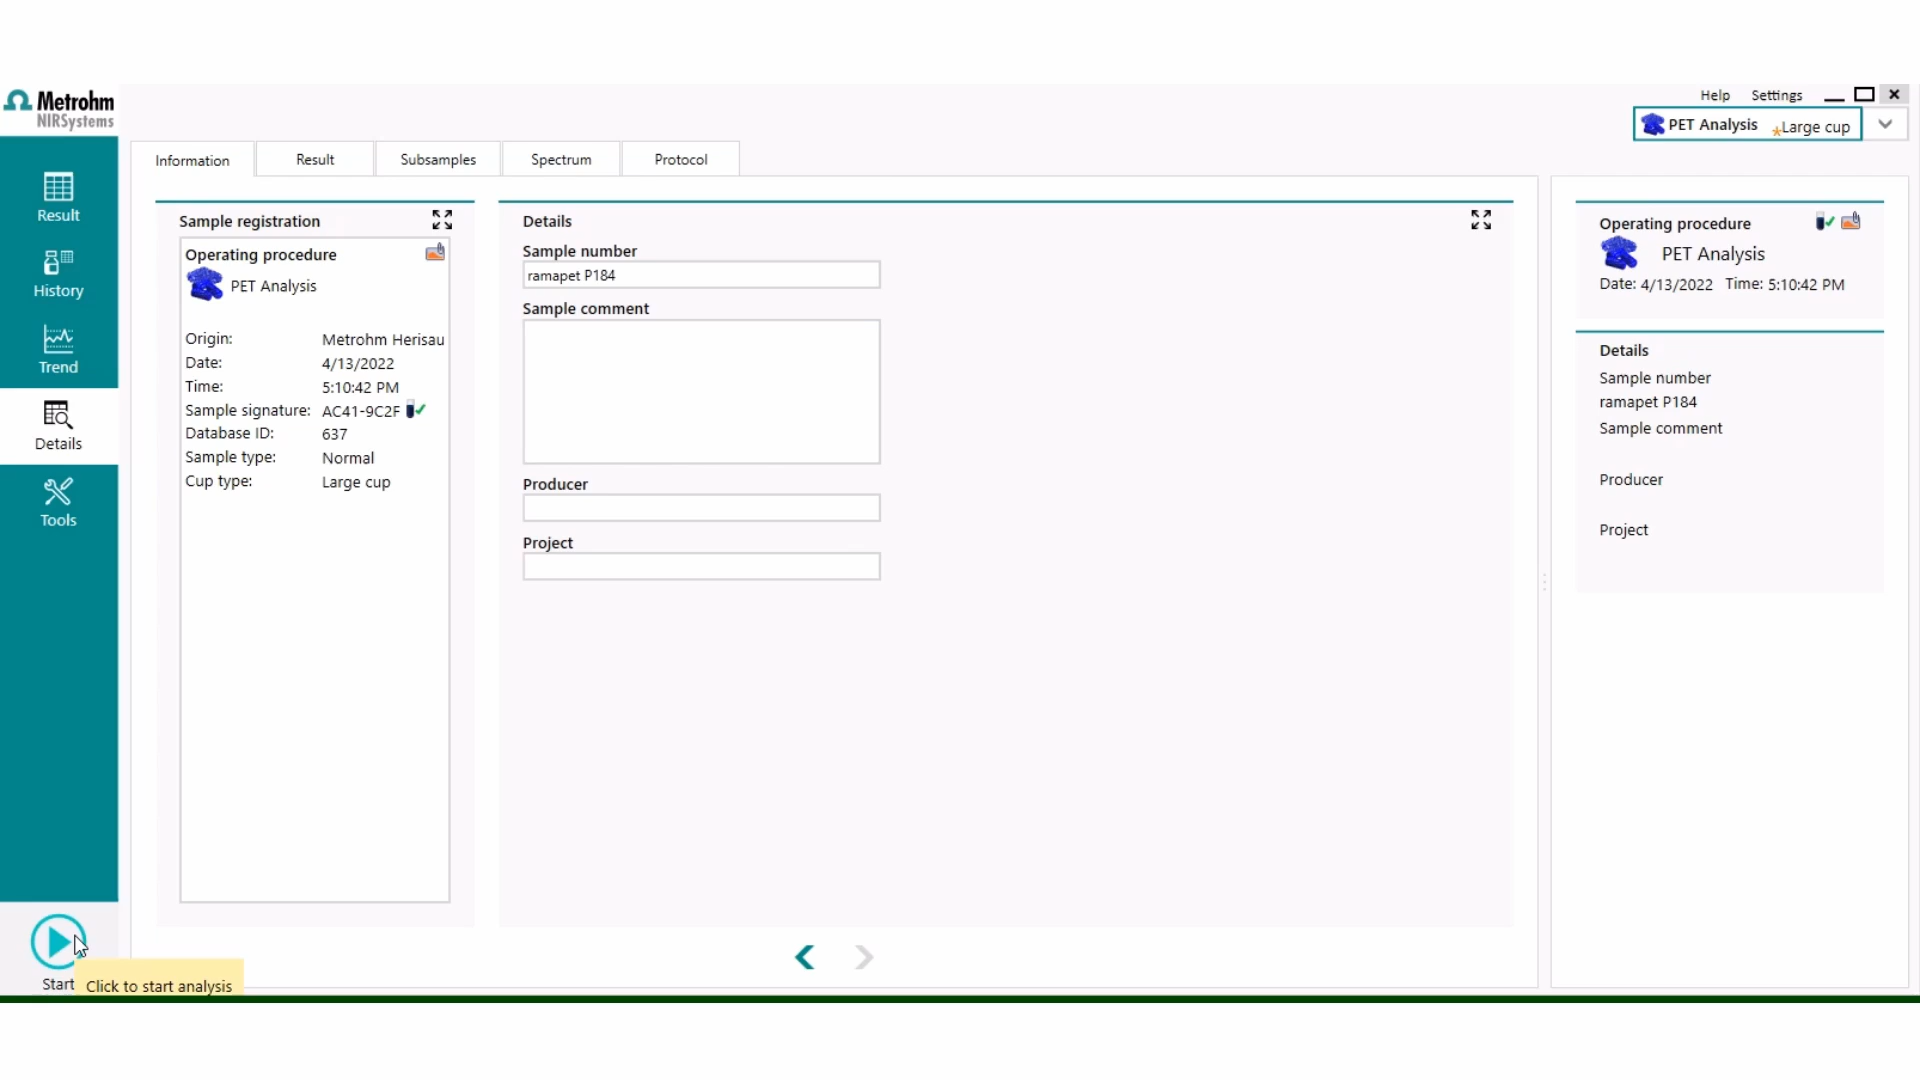 Metrohm
NIRSystems
Help Settings
PET Analysis *Large cup
Result
History
Trend
Details
Tools
Start
Click to start analysis
Information Result Subsamples Spectrum Protocol
Sample registration
Operating procedure
PET Analysis
Origin: Metrohm Herisau
Date: 4/13/2022
Time: 5:10:42 PM
Sample signature: AC41-9C2F
Database ID: 637
Sample type: Normal
Cup type: Large cup
Details
Sample number
ramapet P184
Sample comment
Producer
Project
Operating procedure
PET Analysis
Date: 4/13/2022 Time: 5:10:42 PM
Details
Sample number
ramapet P184
Sample comment
Producer
Project